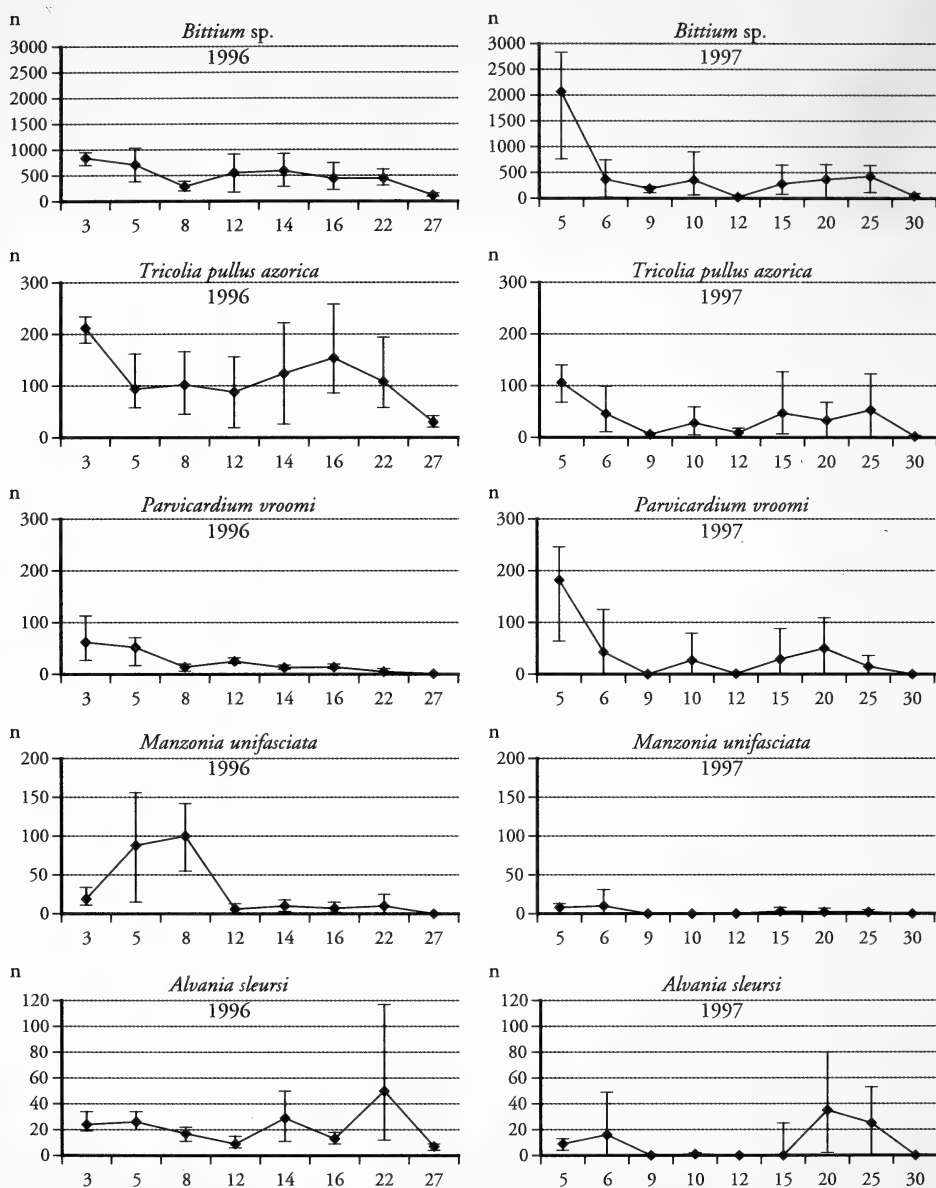 n
Bittium sp.
1996
3000
2500
2000
1500
1000
500
0
3 5 8 12 14 16 22 27
n
Bittium sp.
1997
3000
2500
2000
1500
1000
500
0
5 6 9 10 12 15 20 25 30
n
Tricolia pullus azorica
1996
300
200
100
0
3 5 8 12 14 16 22 27
n
Tricolia pullus azorica
1997
300
200
100
0
5 6 9 10 12 15 20 25 30
n
Parvicardium vroomi
1996
300
200
100
0
3 5 8 12 14 16 22 27
n
Parvicardium vroomi
1997
300
200
100
0
5 6 9 10 12 15 20 25 30
n
Manzonia unifasciata
1996
200
150
100
50
0
3 5 8 12 14 16 22 27
n
Manzonia unifasciata
1997
200
150
100
50
0
5 6 9 10 12 15 20 25 30
n
Alvania sleursi
1996
120
100
80
60
40
20
0
3 5 8 12 14 16 22 27
n
Alvania sleursi
1997
120
100
80
60
40
20
0
5 6 9 10 12 15 20 25 30